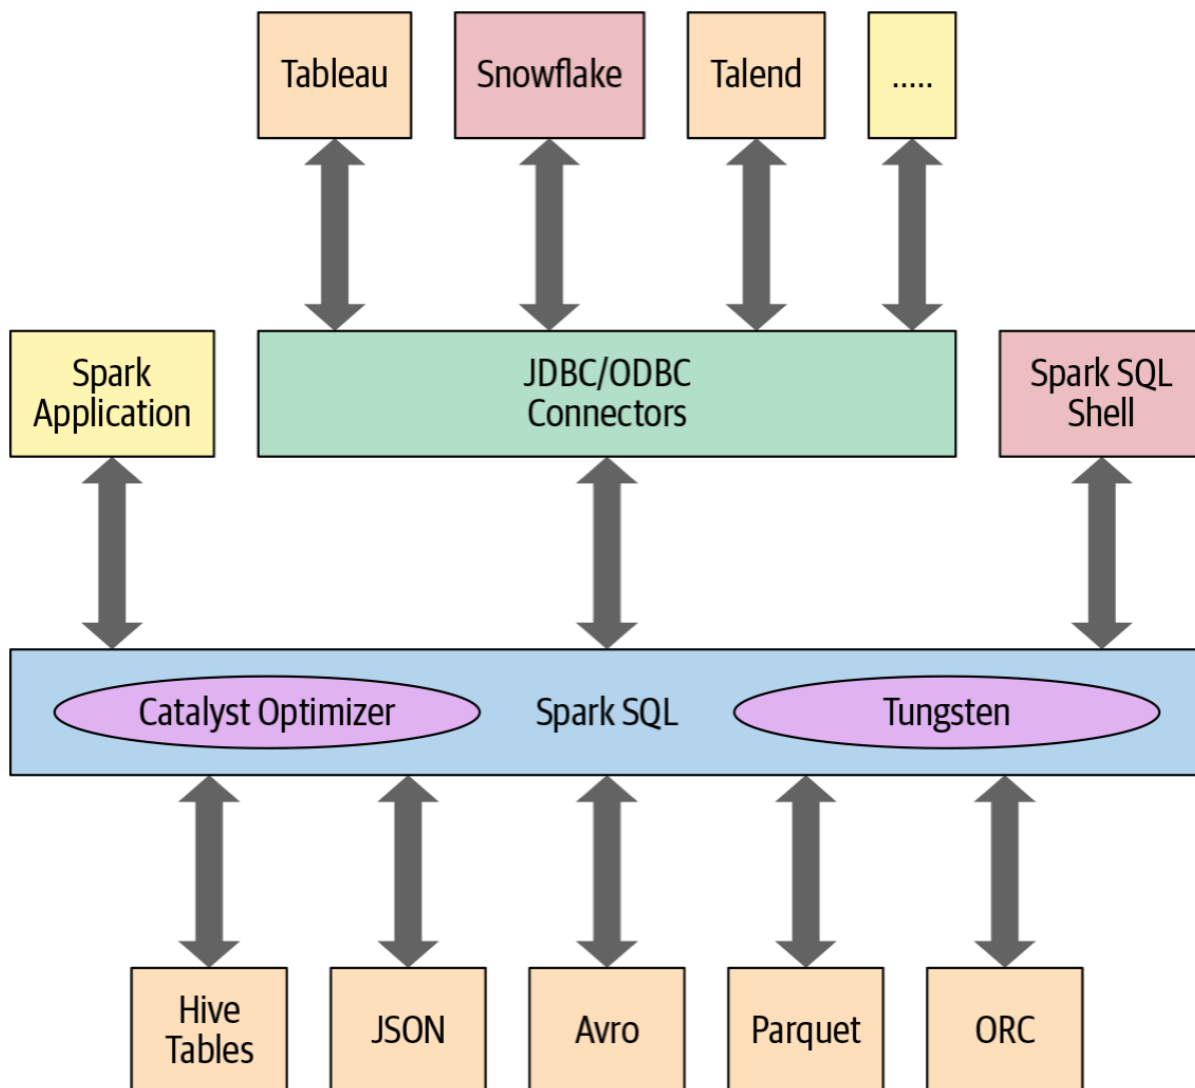 Tableau
Snowflake
Talend
.....
Spark
Application
JDBC/ODBC
Connectors
Spark SQL
Shell
Catalyst Optimizer
Spark SQL
Tungsten
Hive
Tables
JSON
Avro
Parquet
ORC